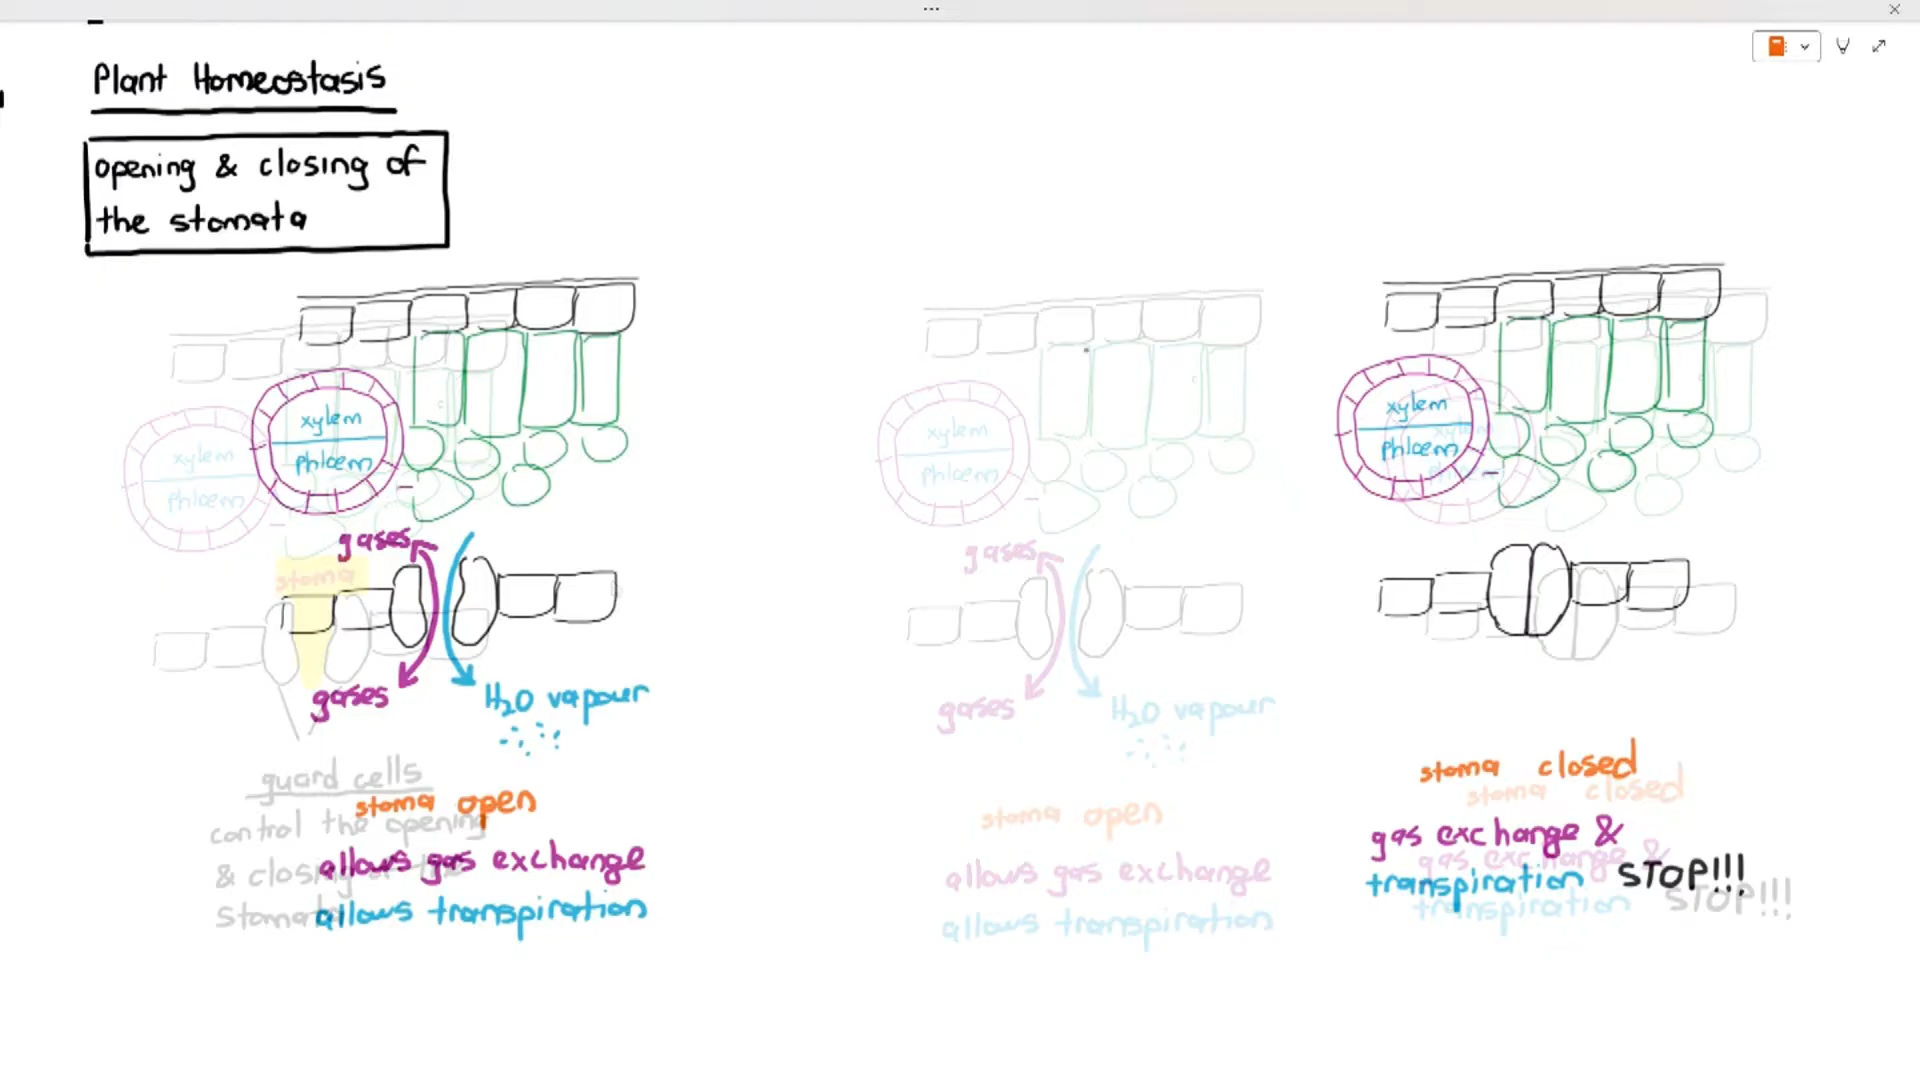 Plant Homeostasis
opening & closing of
the stomata
xylem
phloem
xylem
phloem
gases
stoma
gases
H₂O vapour
guard cells
control the opening
& closing of the
stomata
stoma open
allows gas exchange
allows transpiration
xylem
phloem
gases
gases
H₂O vapour
stoma open
allows gas exchange
allows transpiration
xylem
phloem
xylem
phloem
stoma closed
stoma closed
gas exchange &
gas exchange &
transpiration STOP!!!
transpiration STOP!!!